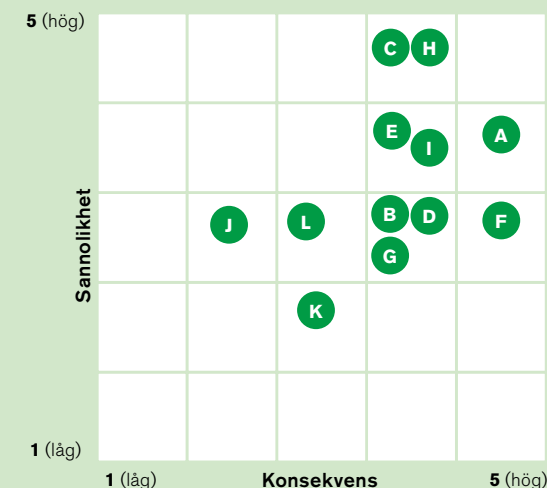 5 (hög)
C H
E
I
A
B D
F
J
L
G
K
Sannolikhet
1 (låg)
1 (låg) Konsekvens 5 (hög)